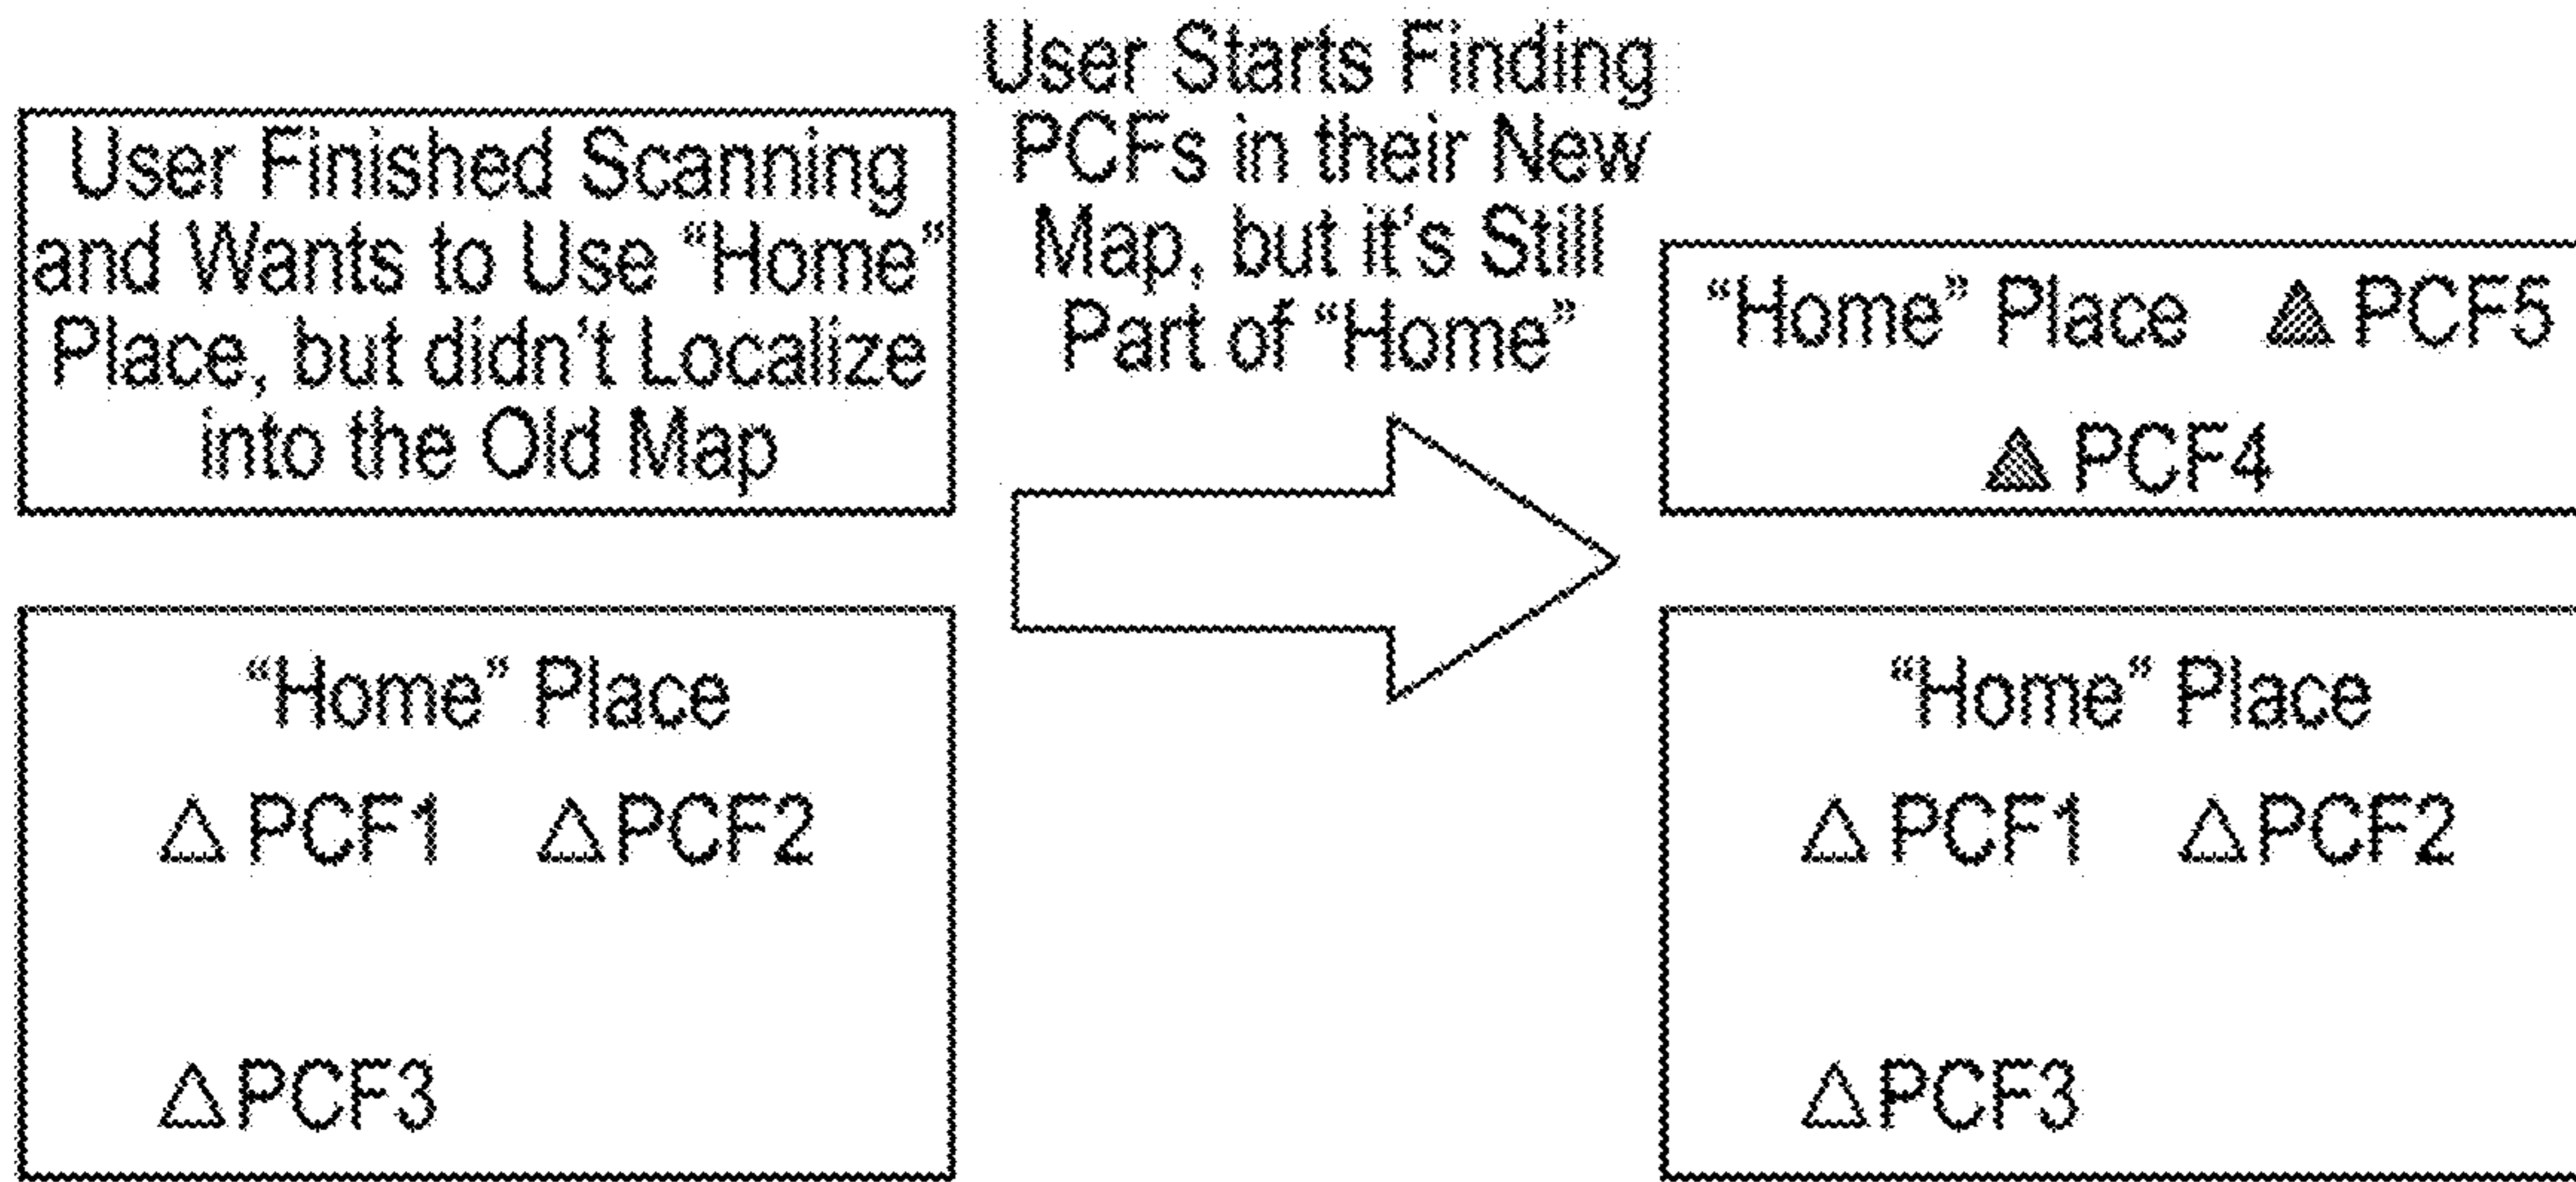 User Finished Scanning
and Wants to Use “Home”
Place, but didn't Localize
into the Old Map
User Starts Finding
PCFs in their New
Map, but it's Still
Part of “Home”
“Home” Place PCF5
PCF4
“Home” Place
PCF1 PCF2
PCF3
“Home” Place
PCF1 PCF2
PCF3